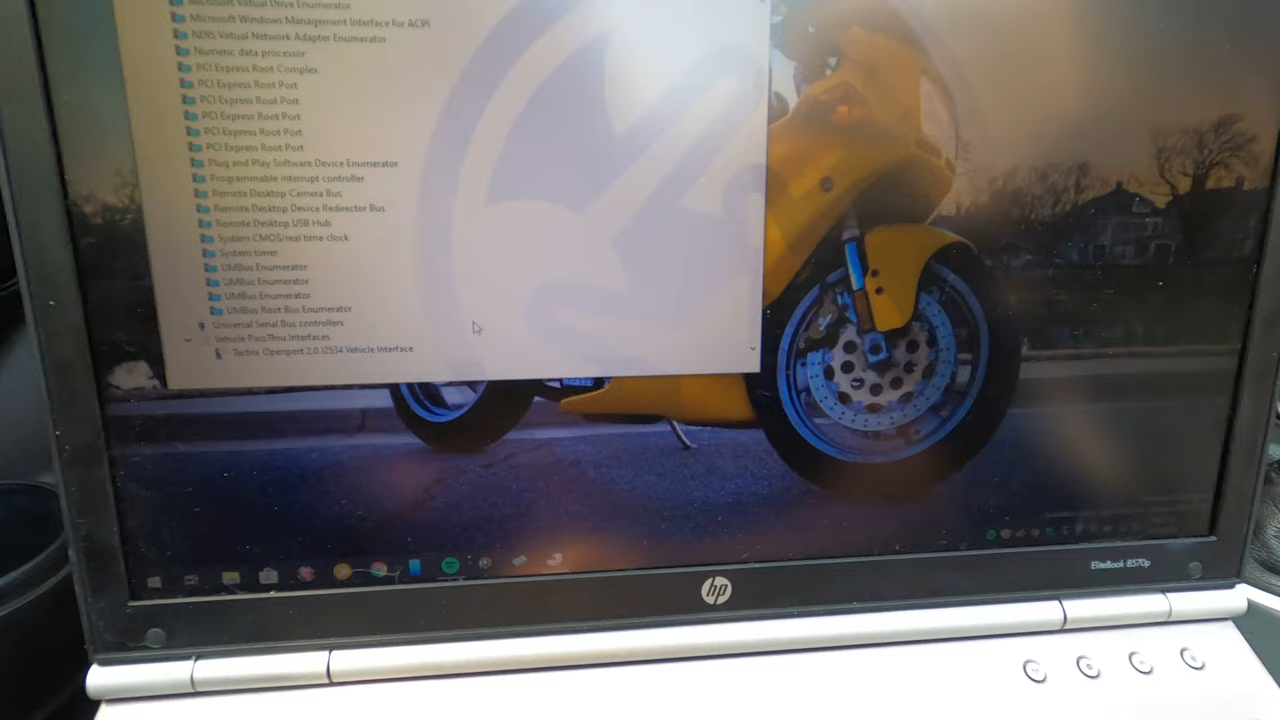 Microsoft Virtual Drive Enumerator
Microsoft Windows Management Interface for ACPI
NDIS Virtual Network Adapter Enumerator
Numeric data processor
PCI Express Root Complex
PCI Express Root Port
PCI Express Root Port
PCI Express Root Port
PCI Express Root Port
PCI Express Root Port
Plug and Play Software Device Enumerator
Programmable interrupt controller
Remote Desktop Camera Bus
Remote Desktop Device Redirector Bus
Remote Desktop USB Hub
System CMOS/real time clock
System timer
UMBus Enumerator
UMBus Enumerator
UMBus Enumerator
UMBus Root Bus Enumerator
Universal Serial Bus controllers
Vehicle PassThru Interfaces
Tactrix Openport 2.0 J2534 Vehicle Interface
hp
EliteBook 8570p